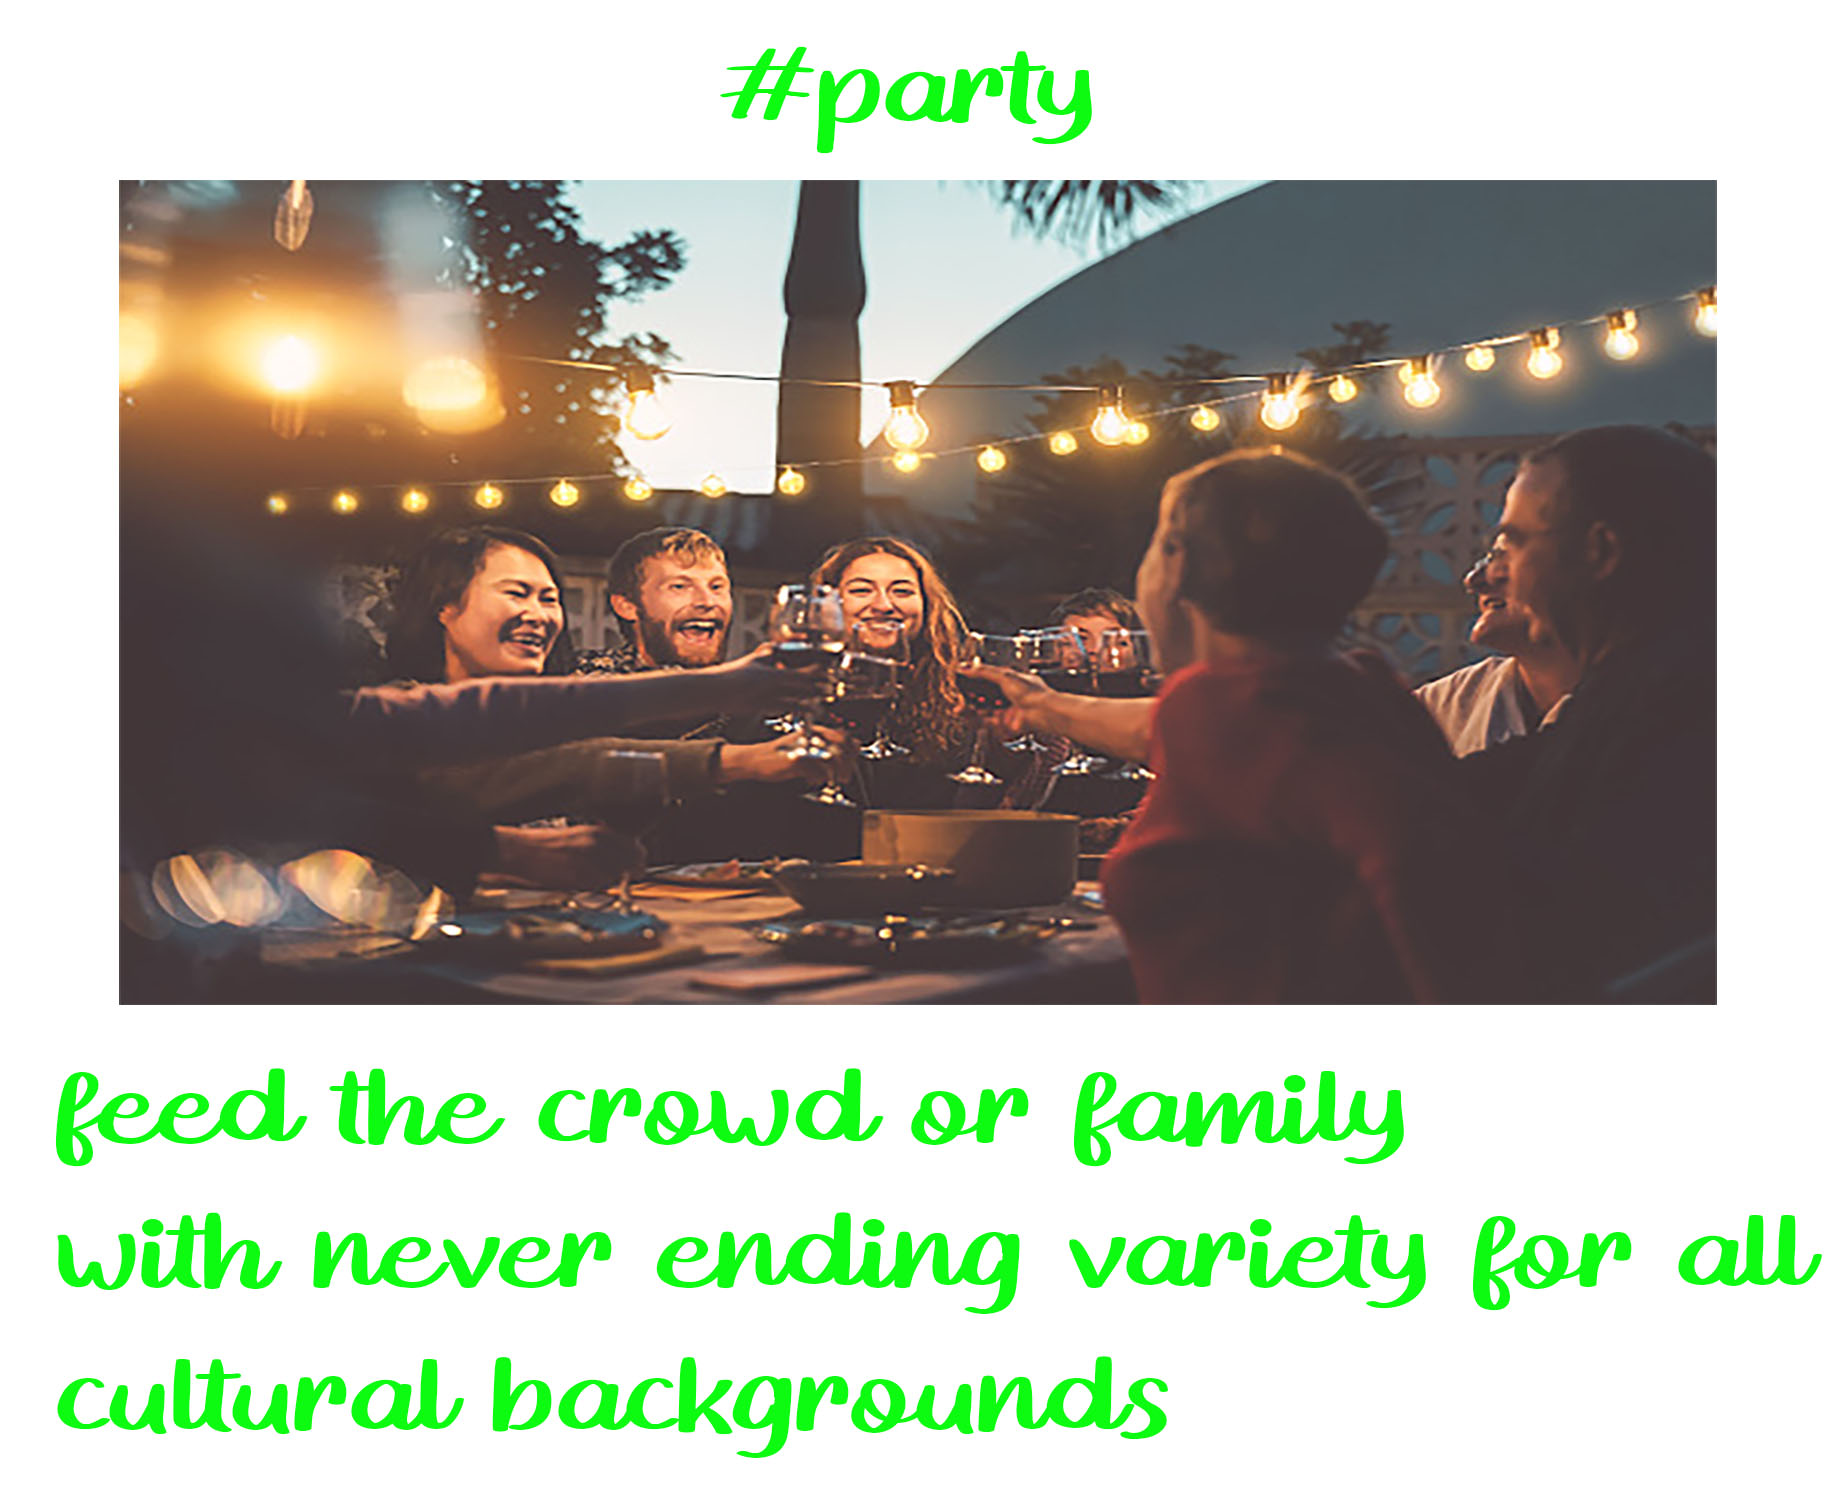 #party
feed the crowd or family
with never ending variety for all
cultural backgrounds